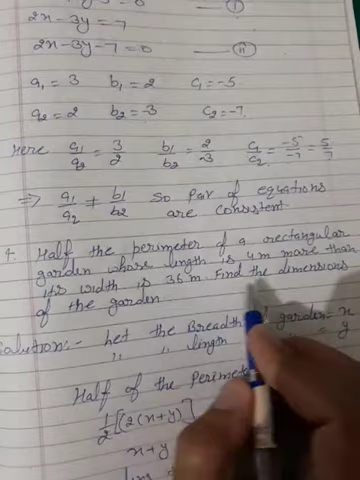 2x - 3y = 7
2x - 3y - 7 = 0 —— (ii)
a₁ = 3 b₁ = 2 c₁ = -5
a₂ = 2 b₂ = -3 c₂ = -7
Here a₁/a₂ = 3/2 b₁/b₂ = 2/-3 c₁/c₂ = -5/-7 = 5/7
⇒ a₁/a₂ ≠ b₁/b₂ so Pair of equations
are consistent
4. Half the perimeter of a rectangular
garden whose length is 4m more than
its width is 36 m. Find the dimensions
of the garden.
Solution:- Let the Breadth of garden = x
" " length = y
Half of the Perimet
1/2 [(2(x+y)]
x+y